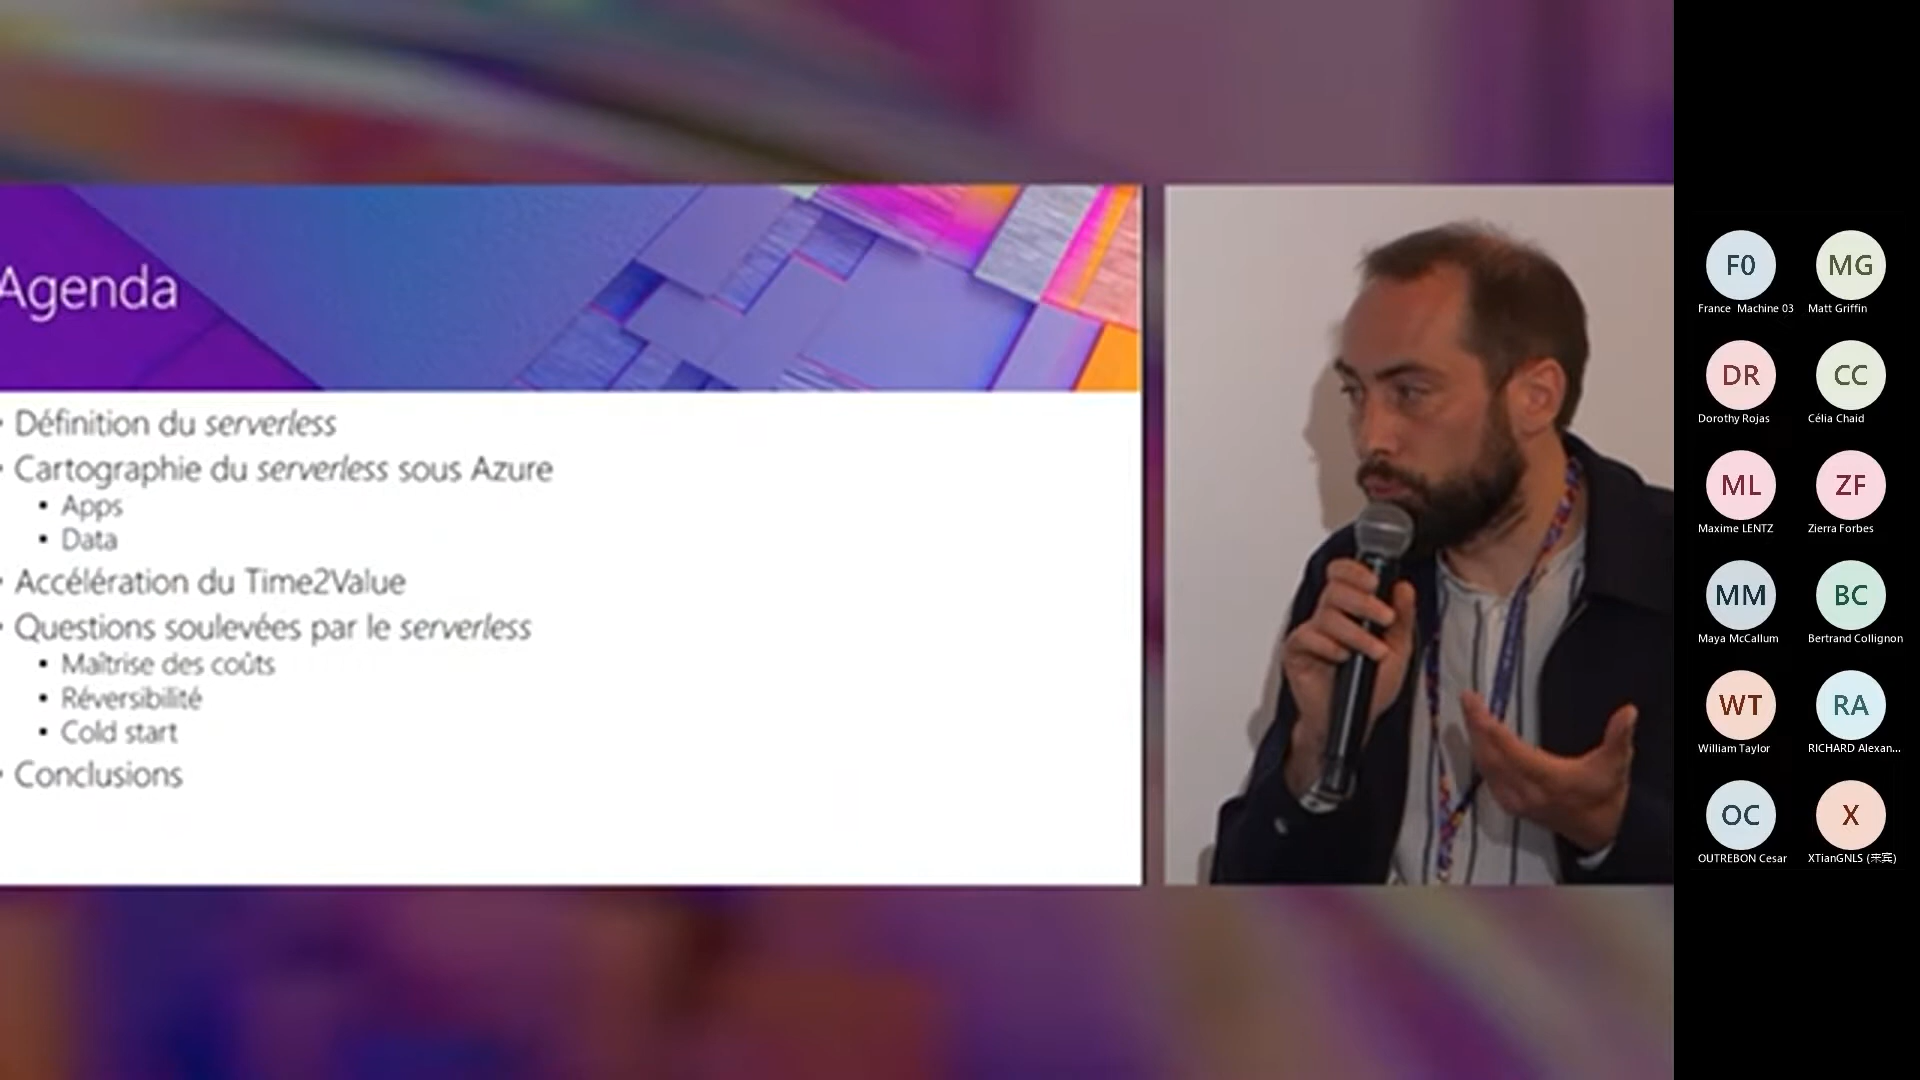 Agenda
Définition du serverless
Cartographie du serverless sous Azure
• Apps
• Data
Accélération du Time2Value
Questions soulevées par le serverless
• Maîtrise des coûts
• Réversibilité
• Cold start
Conclusions
F0
France Machine 03
MG
Matt Griffin
DR
Dorothy Rojas
CC
Célia Chaid
ML
Maxime LENTZ
ZF
Zierra Forbes
MM
Maya McCallum
BC
Bertrand Collignon
WT
William Taylor
RA
RICHARD Alexan...
OC
OUTREBON Cesar
X
XTianGNLS (来宾)